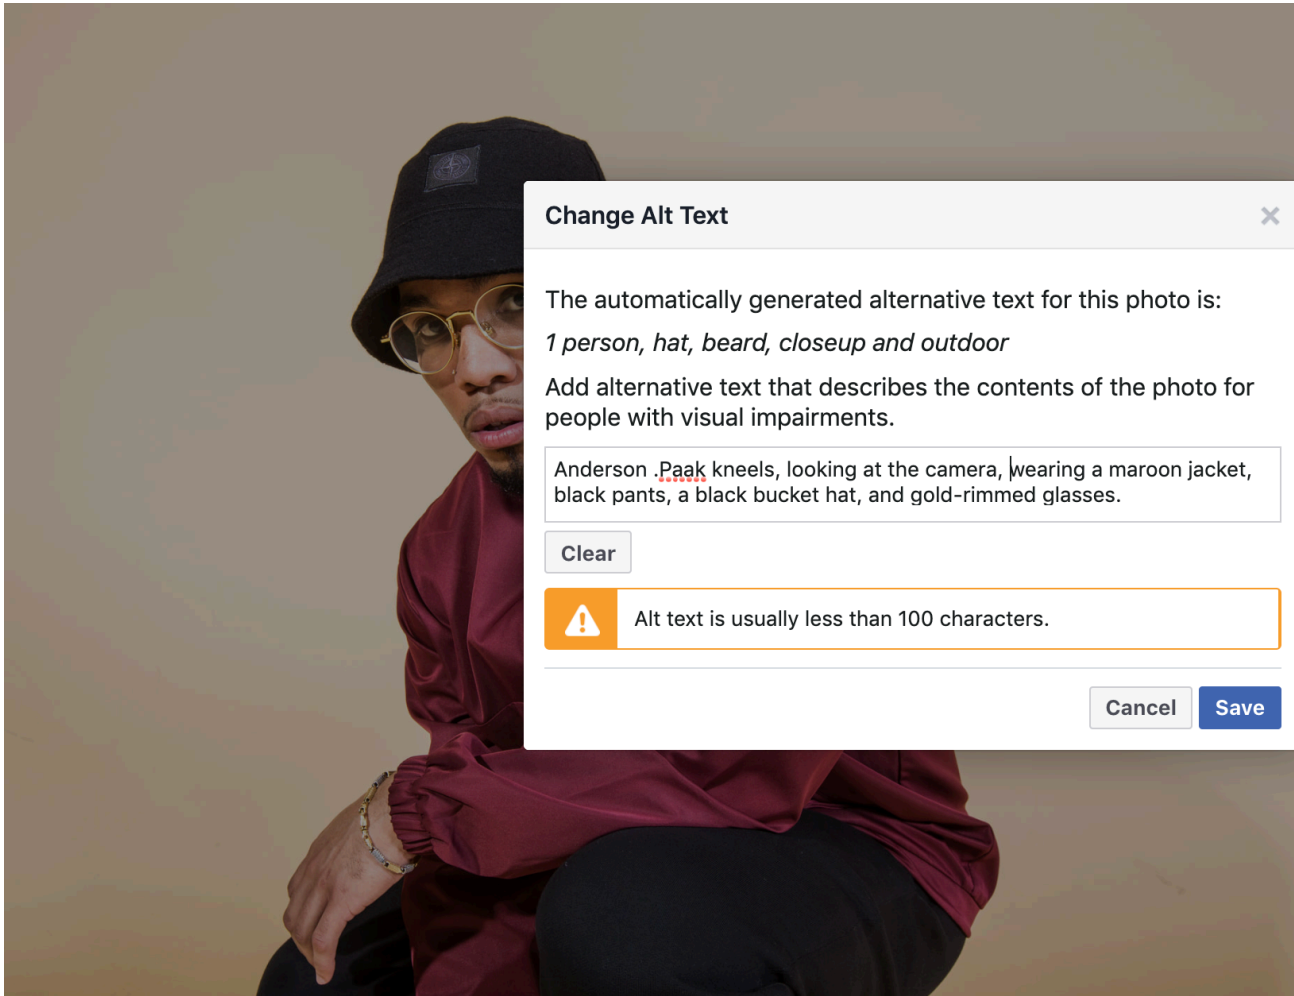 Change Alt Text
The automatically generated alternative text for this photo is:
1 person, hat, beard, closeup and outdoor
Add alternative text that describes the contents of the photo for
people with visual impairments.
Anderson .Paak kneels, looking at the camera, wearing a maroon jacket,
black pants, a black bucket hat, and gold-rimmed glasses.
Clear
Alt text is usually less than 100 characters.
Cancel Save